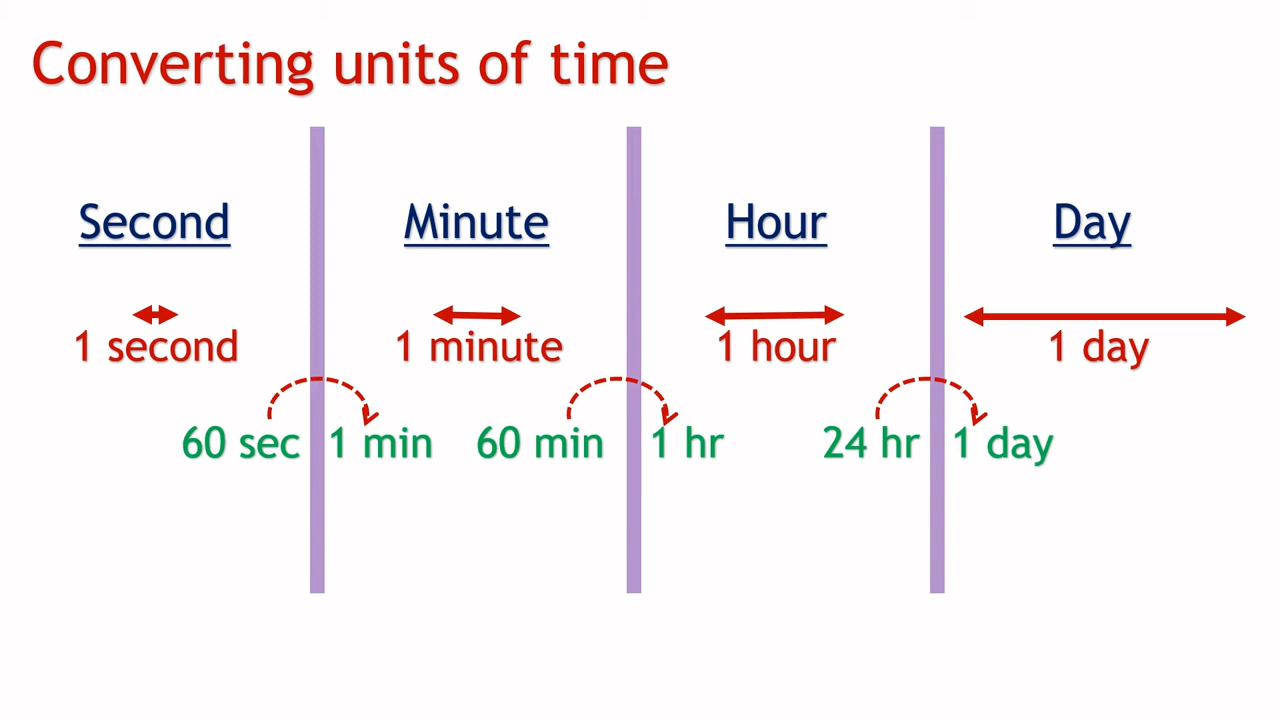 Converting units of time
Second
Minute
Hour
Day
1 second
1 minute
1 hour
1 day
60 sec
1 min
60 min
1 hr
24 hr
1 day